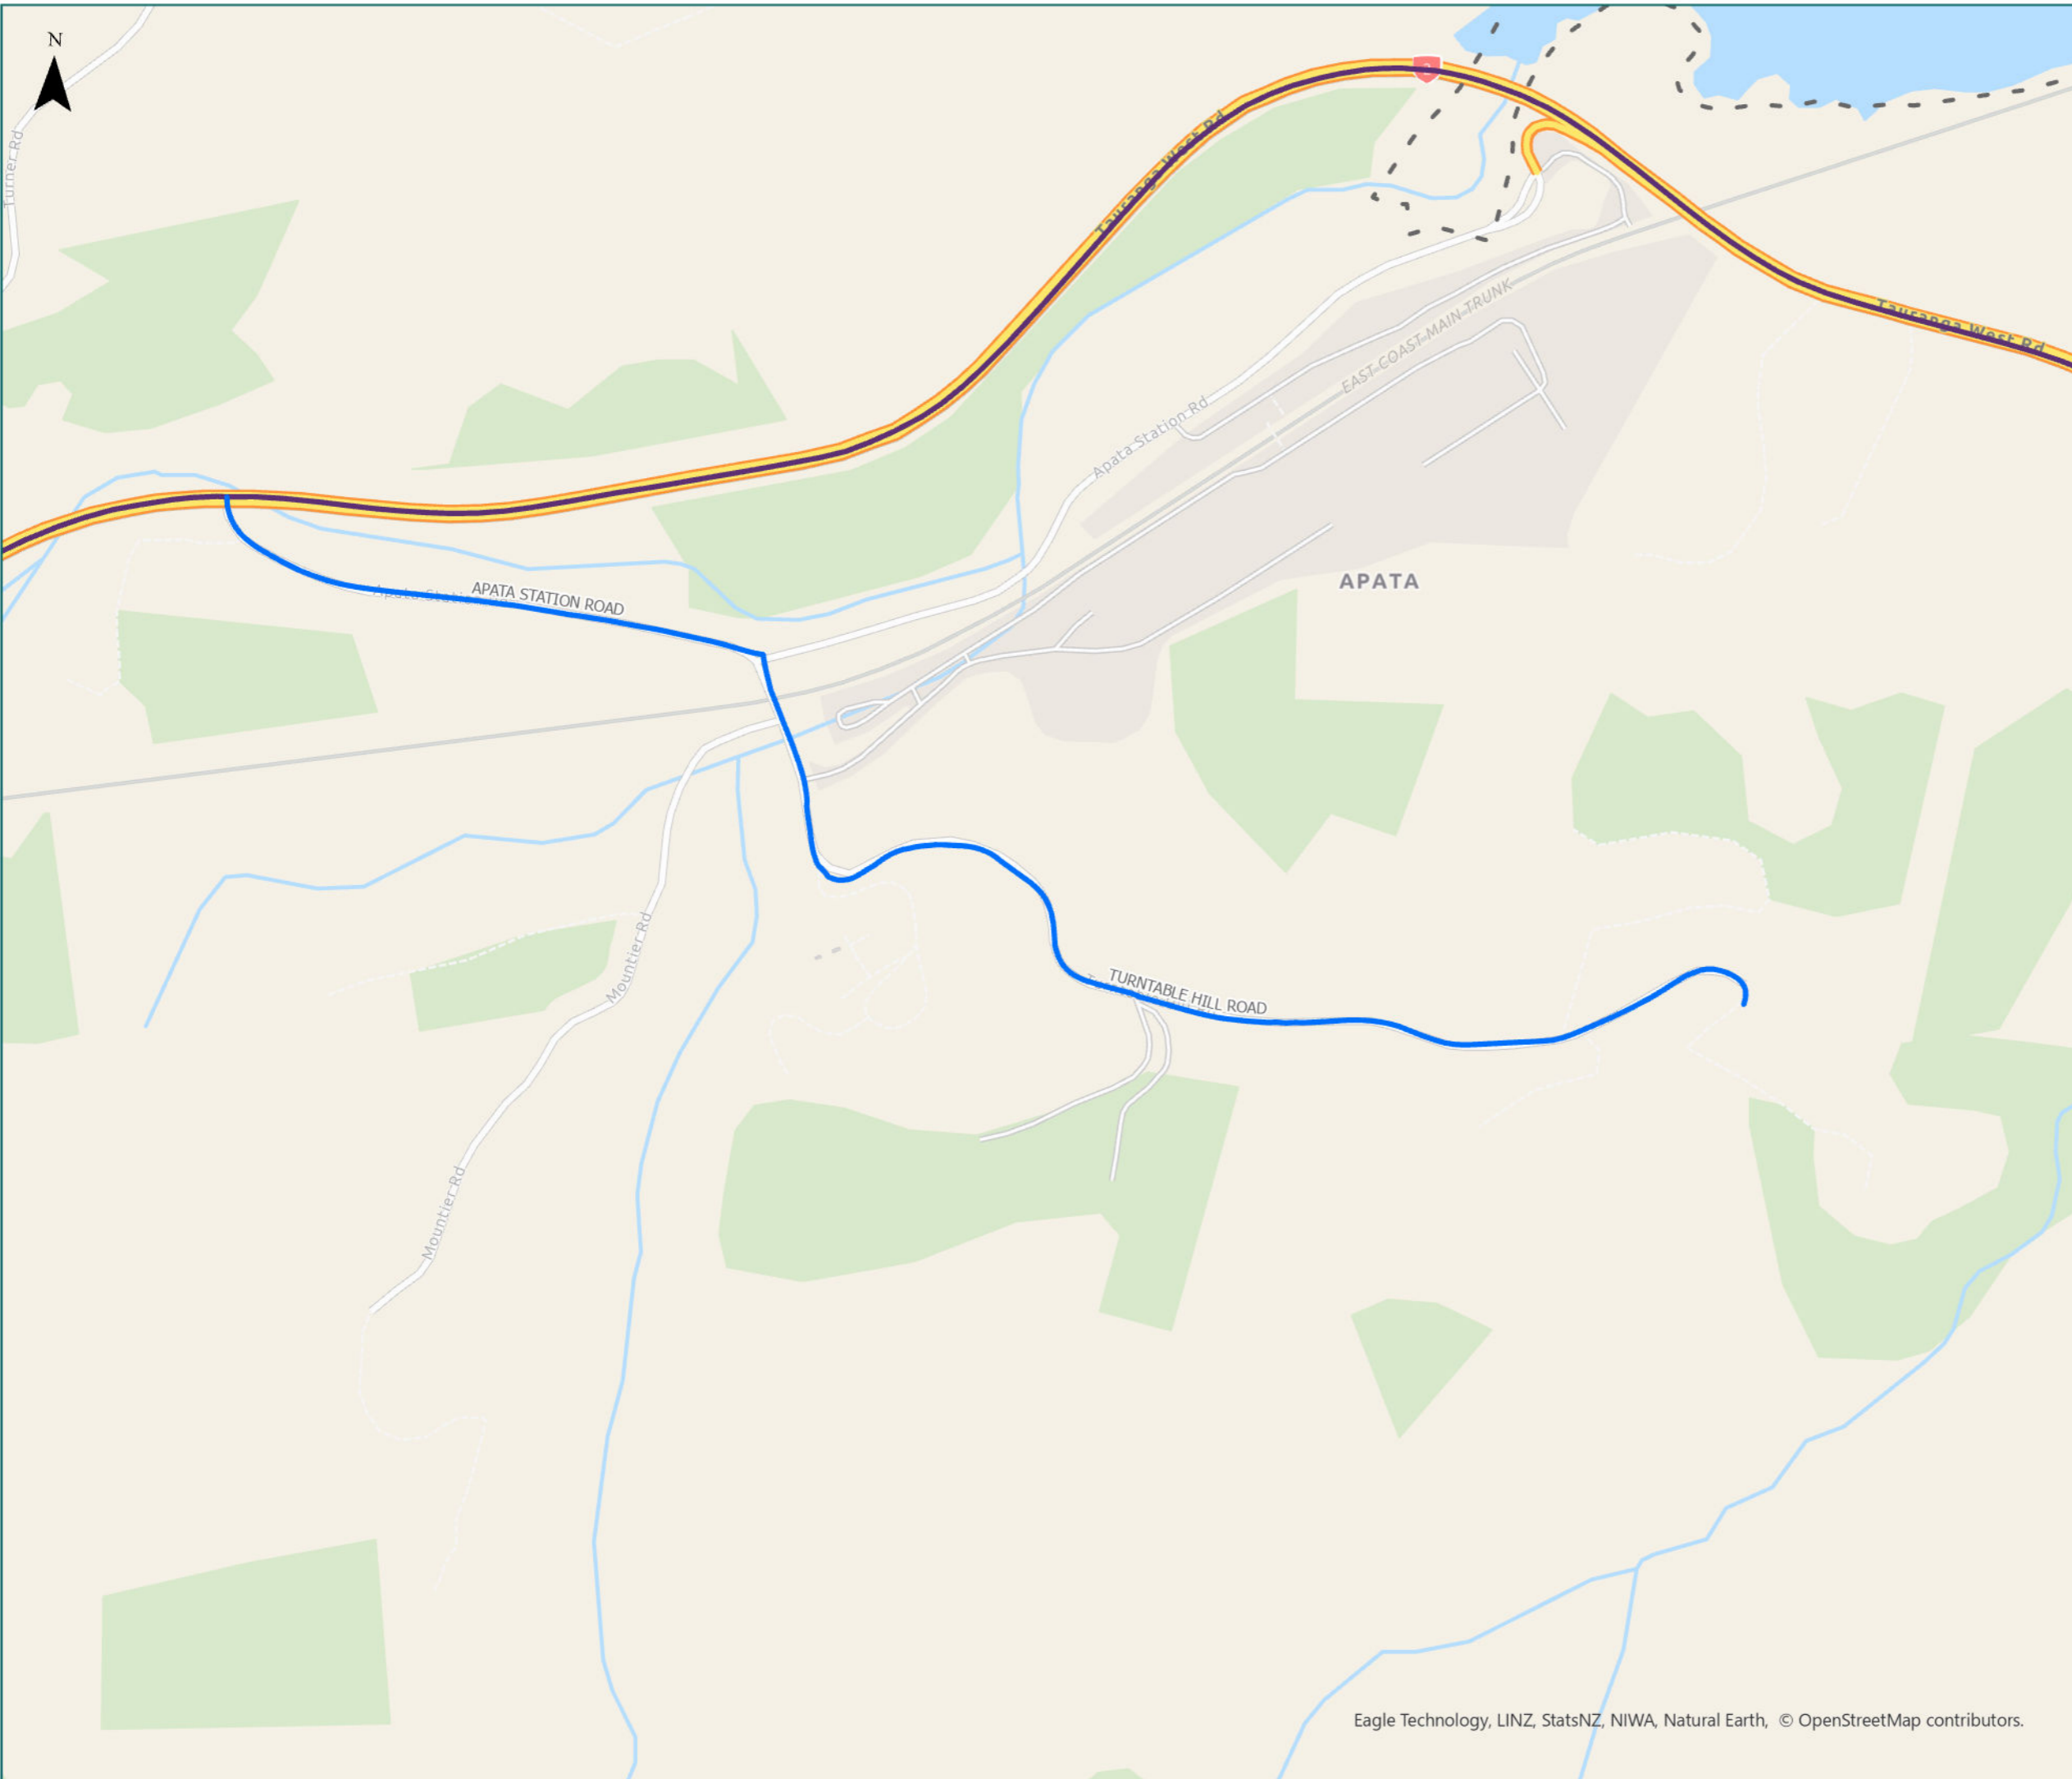 N
Turner Rd
2
Tauranga West Rd
Tauranga West Rd
EAST COAST MAIN TRUNK
Apata Station Rd
APATA
APATA STATION ROAD
Mountier Rd
TURNTABLE HILL ROAD
Mountier Rd
Eagle Technology, LINZ, StatsNZ, NIWA, Natural Earth, © OpenStreetMap contributors.